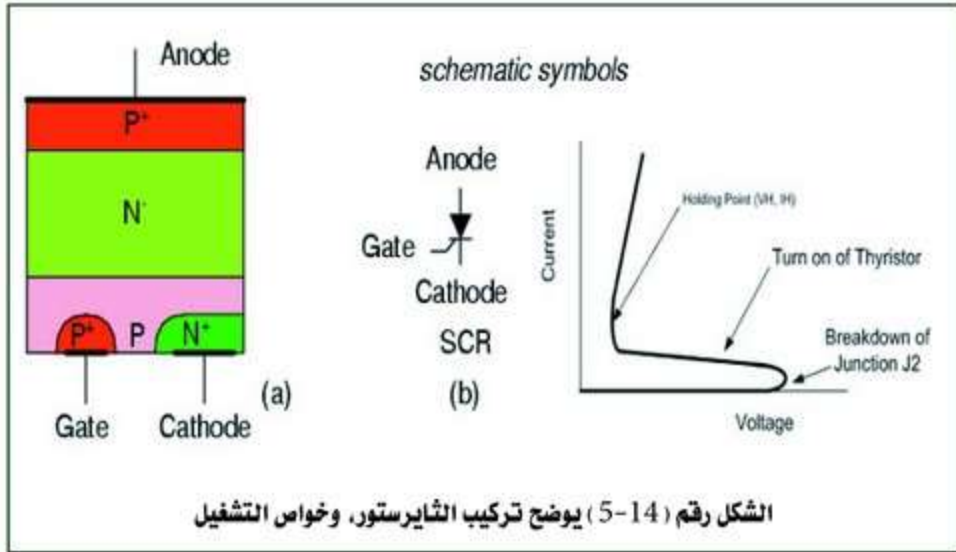 Anode
schematic symbols
P+
N-
P+
P
N+
(a)
Gate
Cathode
Anode
Gate
Cathode
SCR
(b)
Current
Holding Point (VH, IH)
Turn on of Thyristor
Breakdown of
Junction J2
Voltage
الشكل رقم (14-5) يوضح تركيب الثايرستور، وخواص التشغيل